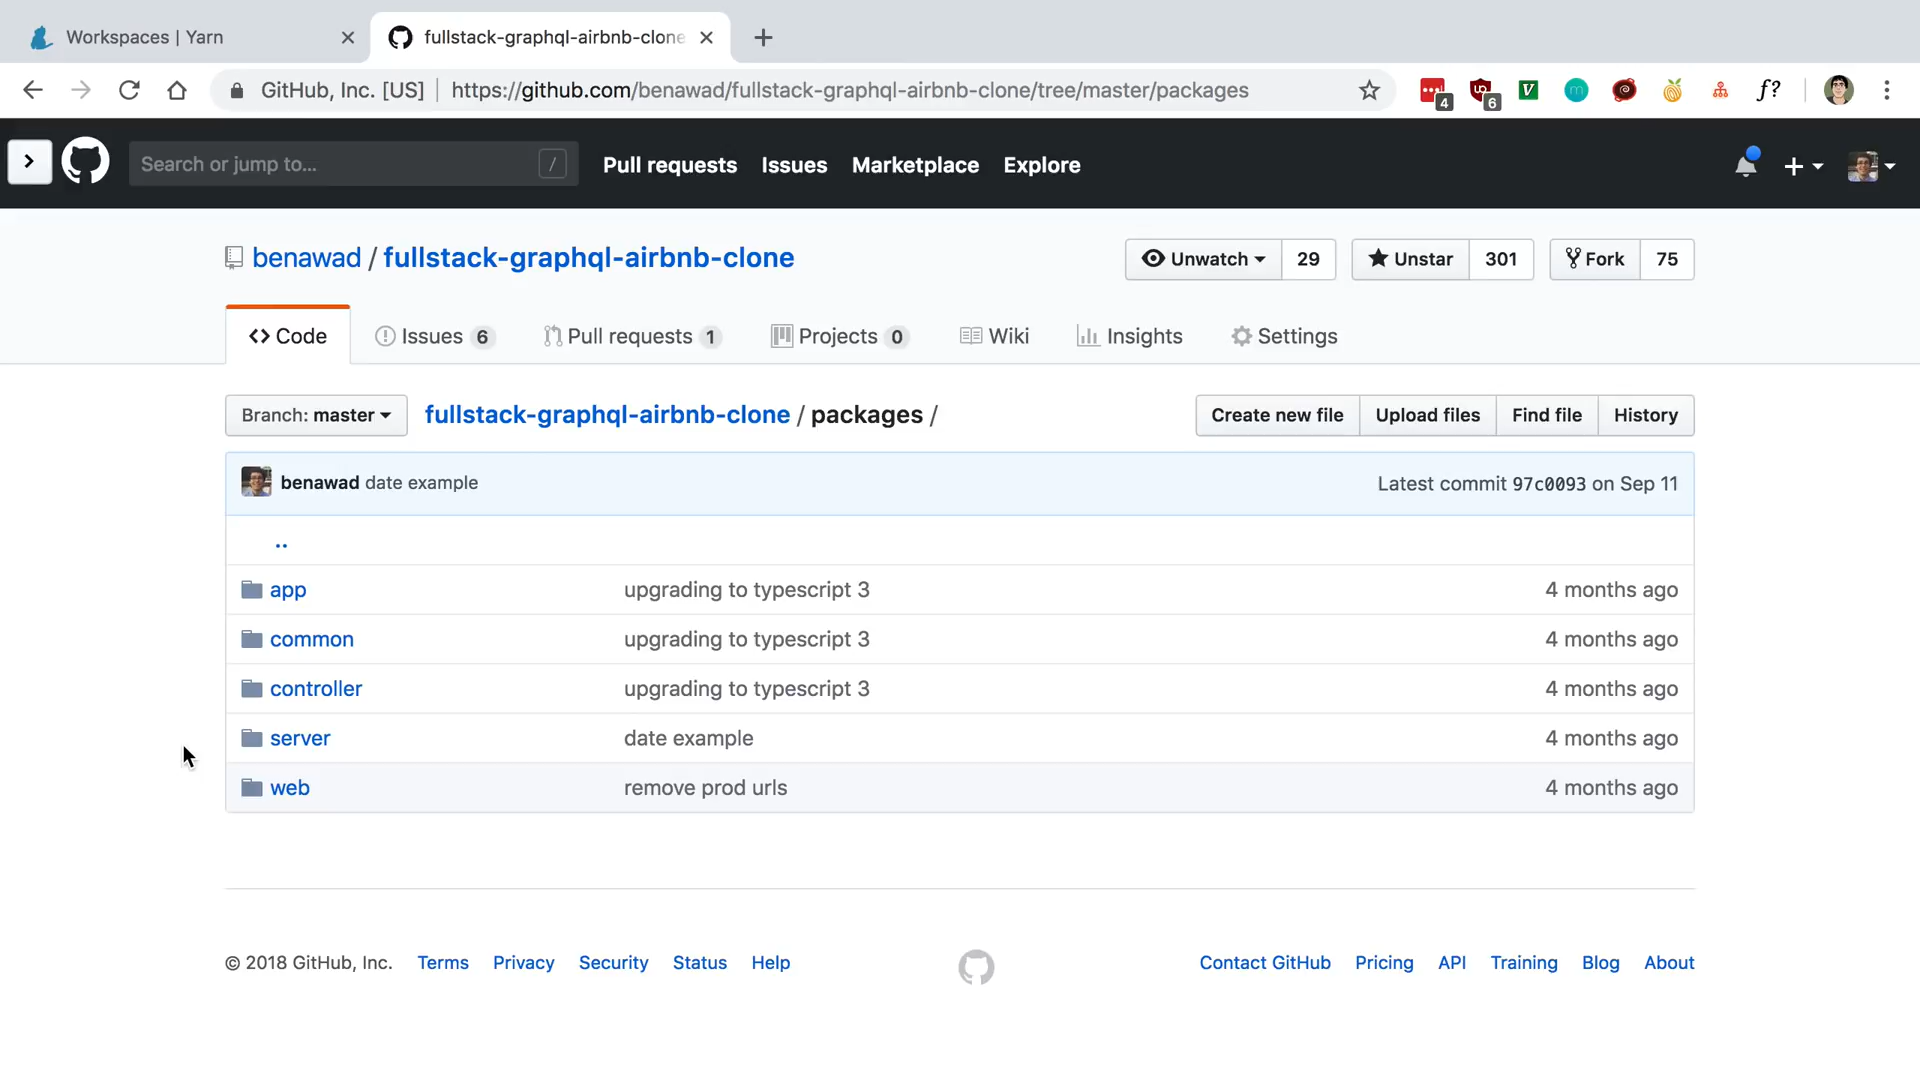 Workspaces | Yarn
fullstack-graphql-airbnb-clone
GitHub, Inc. [US] https://github.com/benawad/fullstack-graphql-airbnb-clone/tree/master/packages
4 6 V m f?
Search or jump to... / Pull requests Issues Marketplace Explore
benawad / fullstack-graphql-airbnb-clone Unwatch 29 Unstar 301 Fork 75
Code Issues 6 Pull requests 1 Projects 0 Wiki Insights Settings
Branch: master fullstack-graphql-airbnb-clone / packages / Create new file Upload files Find file History
benawad date example Latest commit 97c0093 on Sep 11
..
app upgrading to typescript 3 4 months ago
common upgrading to typescript 3 4 months ago
controller upgrading to typescript 3 4 months ago
server date example 4 months ago
web remove prod urls 4 months ago
© 2018 GitHub, Inc. Terms Privacy Security Status Help Contact GitHub Pricing API Training Blog About